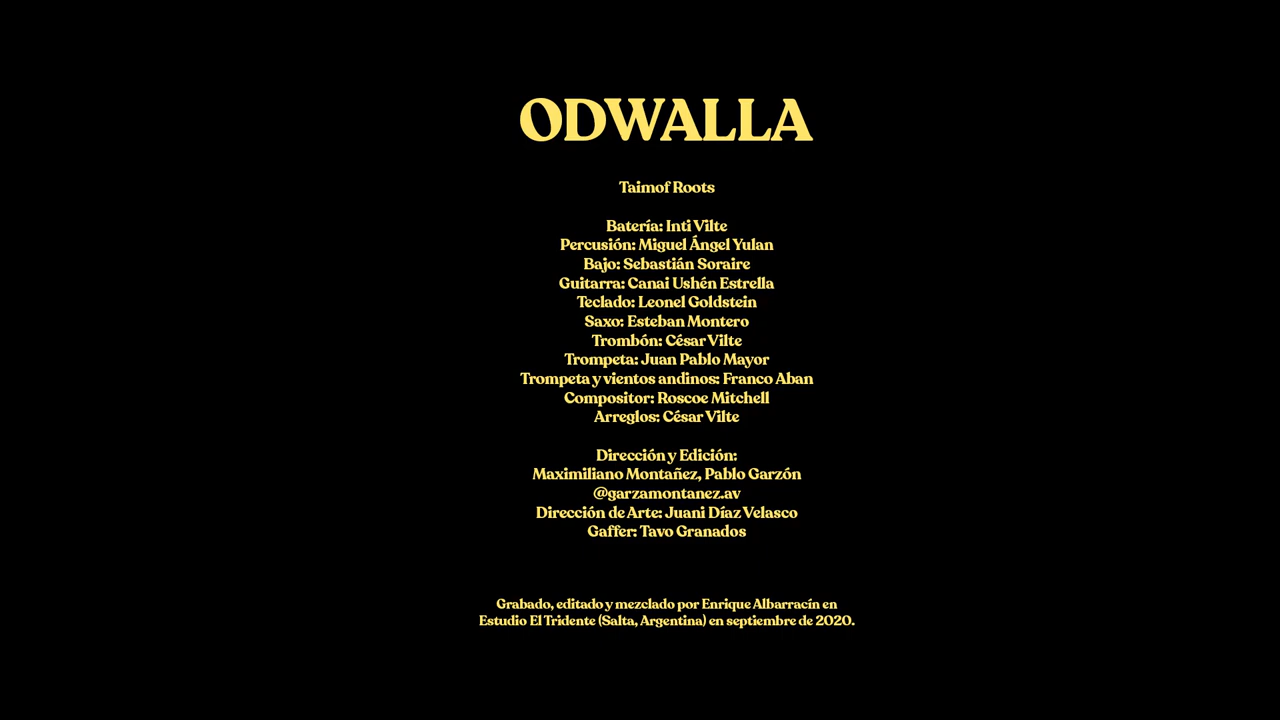 ODWALLA
Taimof Roots
Batería: Inti Vilte
Percusión: Miguel Ángel Yulan
Bajo: Sebastián Soraire
Guitarra: Canai Ushén Estrella
Teclado: Leonel Goldstein
Saxo: Esteban Montero
Trombón: César Vilte
Trompeta: Juan Pablo Mayor
Trompeta y vientos andinos: Franco Aban
Compositor: Roscoe Mitchell
Arreglos: César Vilte
Dirección y Edición:
Maximiliano Montañez, Pablo Garzón
@garzamontanez.av
Dirección de Arte: Juani Díaz Velasco
Gaffer: Tavo Granados
Grabado, editado y mezclado por Enrique Albarracín en
Estudio El Tridente (Salta, Argentina) en septiembre de 2020.